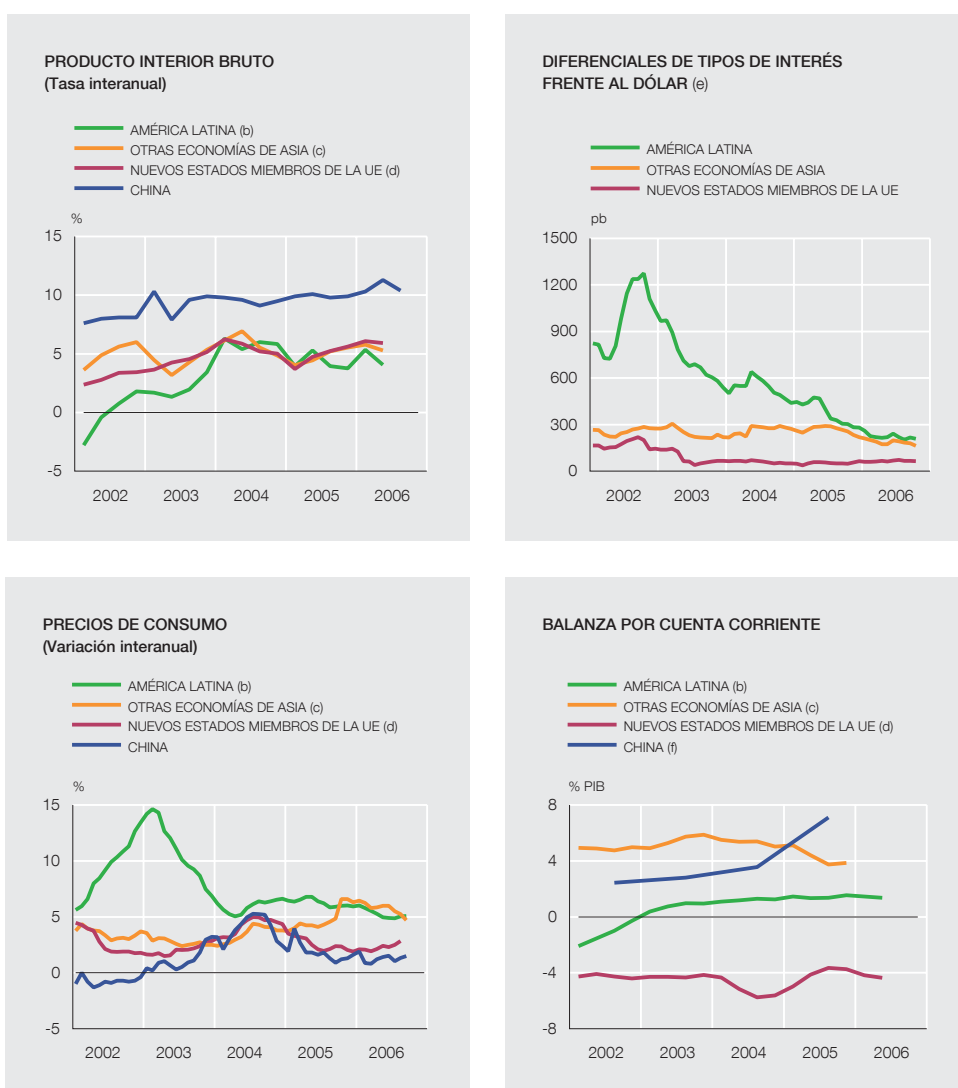 PRODUCTO INTERIOR BRUTO
(Tasa interanual)
AMÉRICA LATINA (b)
OTRAS ECONOMÍAS DE ASIA (c)
NUEVOS ESTADOS MIEMBROS DE LA UE (d)
CHINA
%
15
10
5
0
-5
2002 2003 2004 2005 2006
DIFERENCIALES DE TIPOS DE INTERÉS
FRENTE AL DÓLAR (e)
AMÉRICA LATINA
OTRAS ECONOMÍAS DE ASIA
NUEVOS ESTADOS MIEMBROS DE LA UE
pb
1500
1200
900
600
300
0
2002 2003 2004 2005 2006
PRECIOS DE CONSUMO
(Variación interanual)
AMÉRICA LATINA (b)
OTRAS ECONOMÍAS DE ASIA (c)
NUEVOS ESTADOS MIEMBROS DE LA UE (d)
CHINA
%
15
10
5
0
-5
2002 2003 2004 2005 2006
BALANZA POR CUENTA CORRIENTE
AMÉRICA LATINA (b)
OTRAS ECONOMÍAS DE ASIA (c)
NUEVOS ESTADOS MIEMBROS DE LA UE (d)
CHINA (f)
% PIB
8
4
0
-4
-8
2002 2003 2004 2005 2006